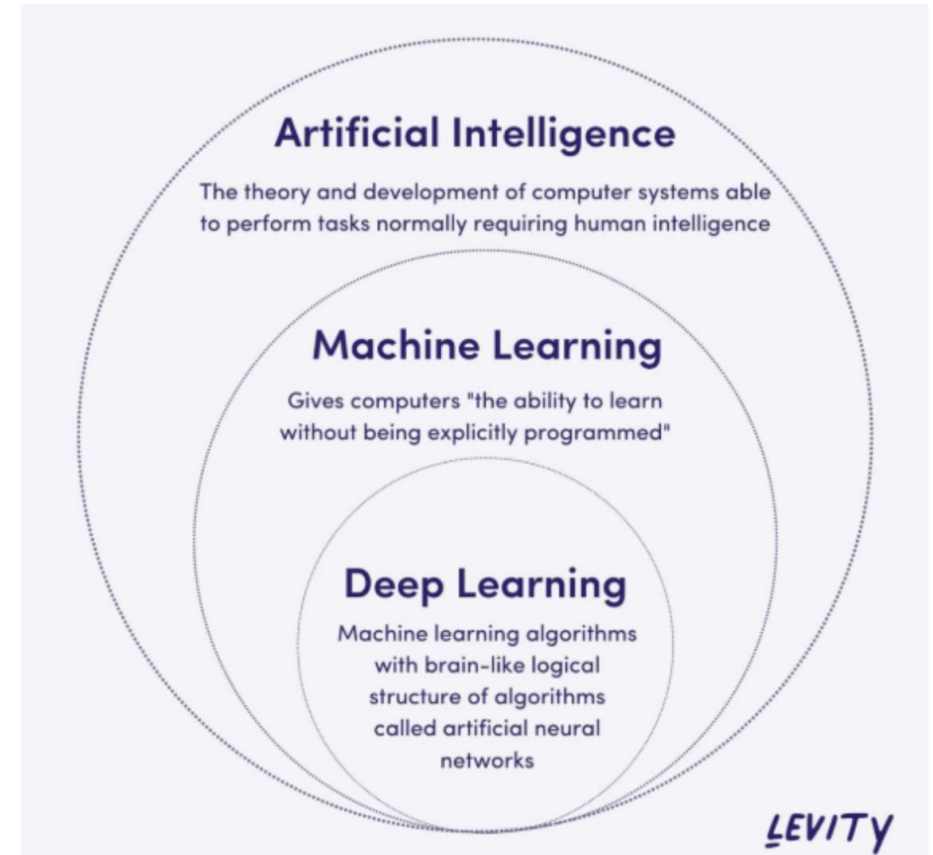 Artificial Intelligence
The theory and development of computer systems able
to perform tasks normally requiring human intelligence
Machine Learning
Gives computers "the ability to learn
without being explicitly programmed"
Deep Learning
Machine learning algorithms
with brain-like logical
structure of algorithms
called artificial neural
networks
LEVITY